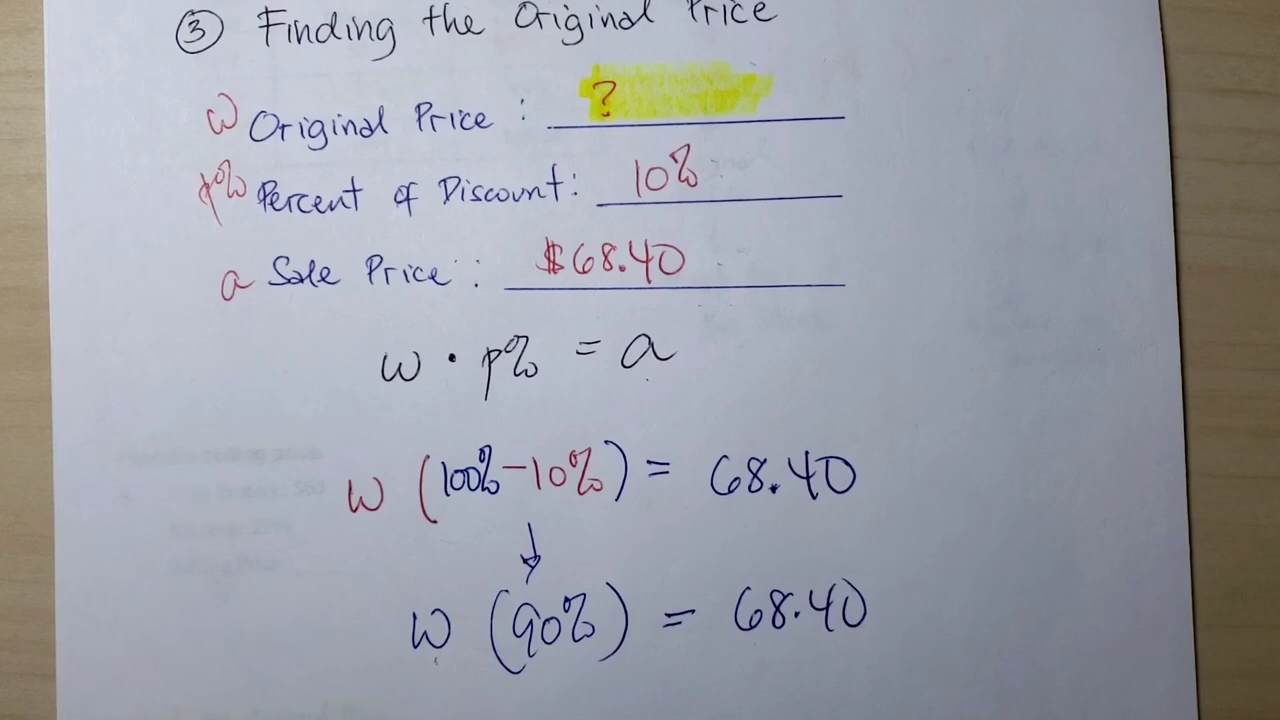 ③ Finding the Original Price
w Original Price : ?
p% Percent of Discount: 10%
a Sale Price : $68.40
w · p% = a
w (100% - 10%) = 68.40
↓
w (90%) = 68.40